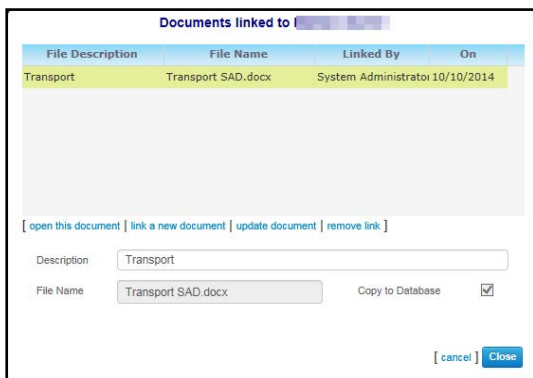 Documents linked to
File Description File Name Linked By On
Transport Transport SAD.docx System Administrator 10/10/2014
[ open this document | link a new document | update document | remove link ]
Description Transport
File Name Transport SAD.docx Copy to Database
[ cancel ] Close